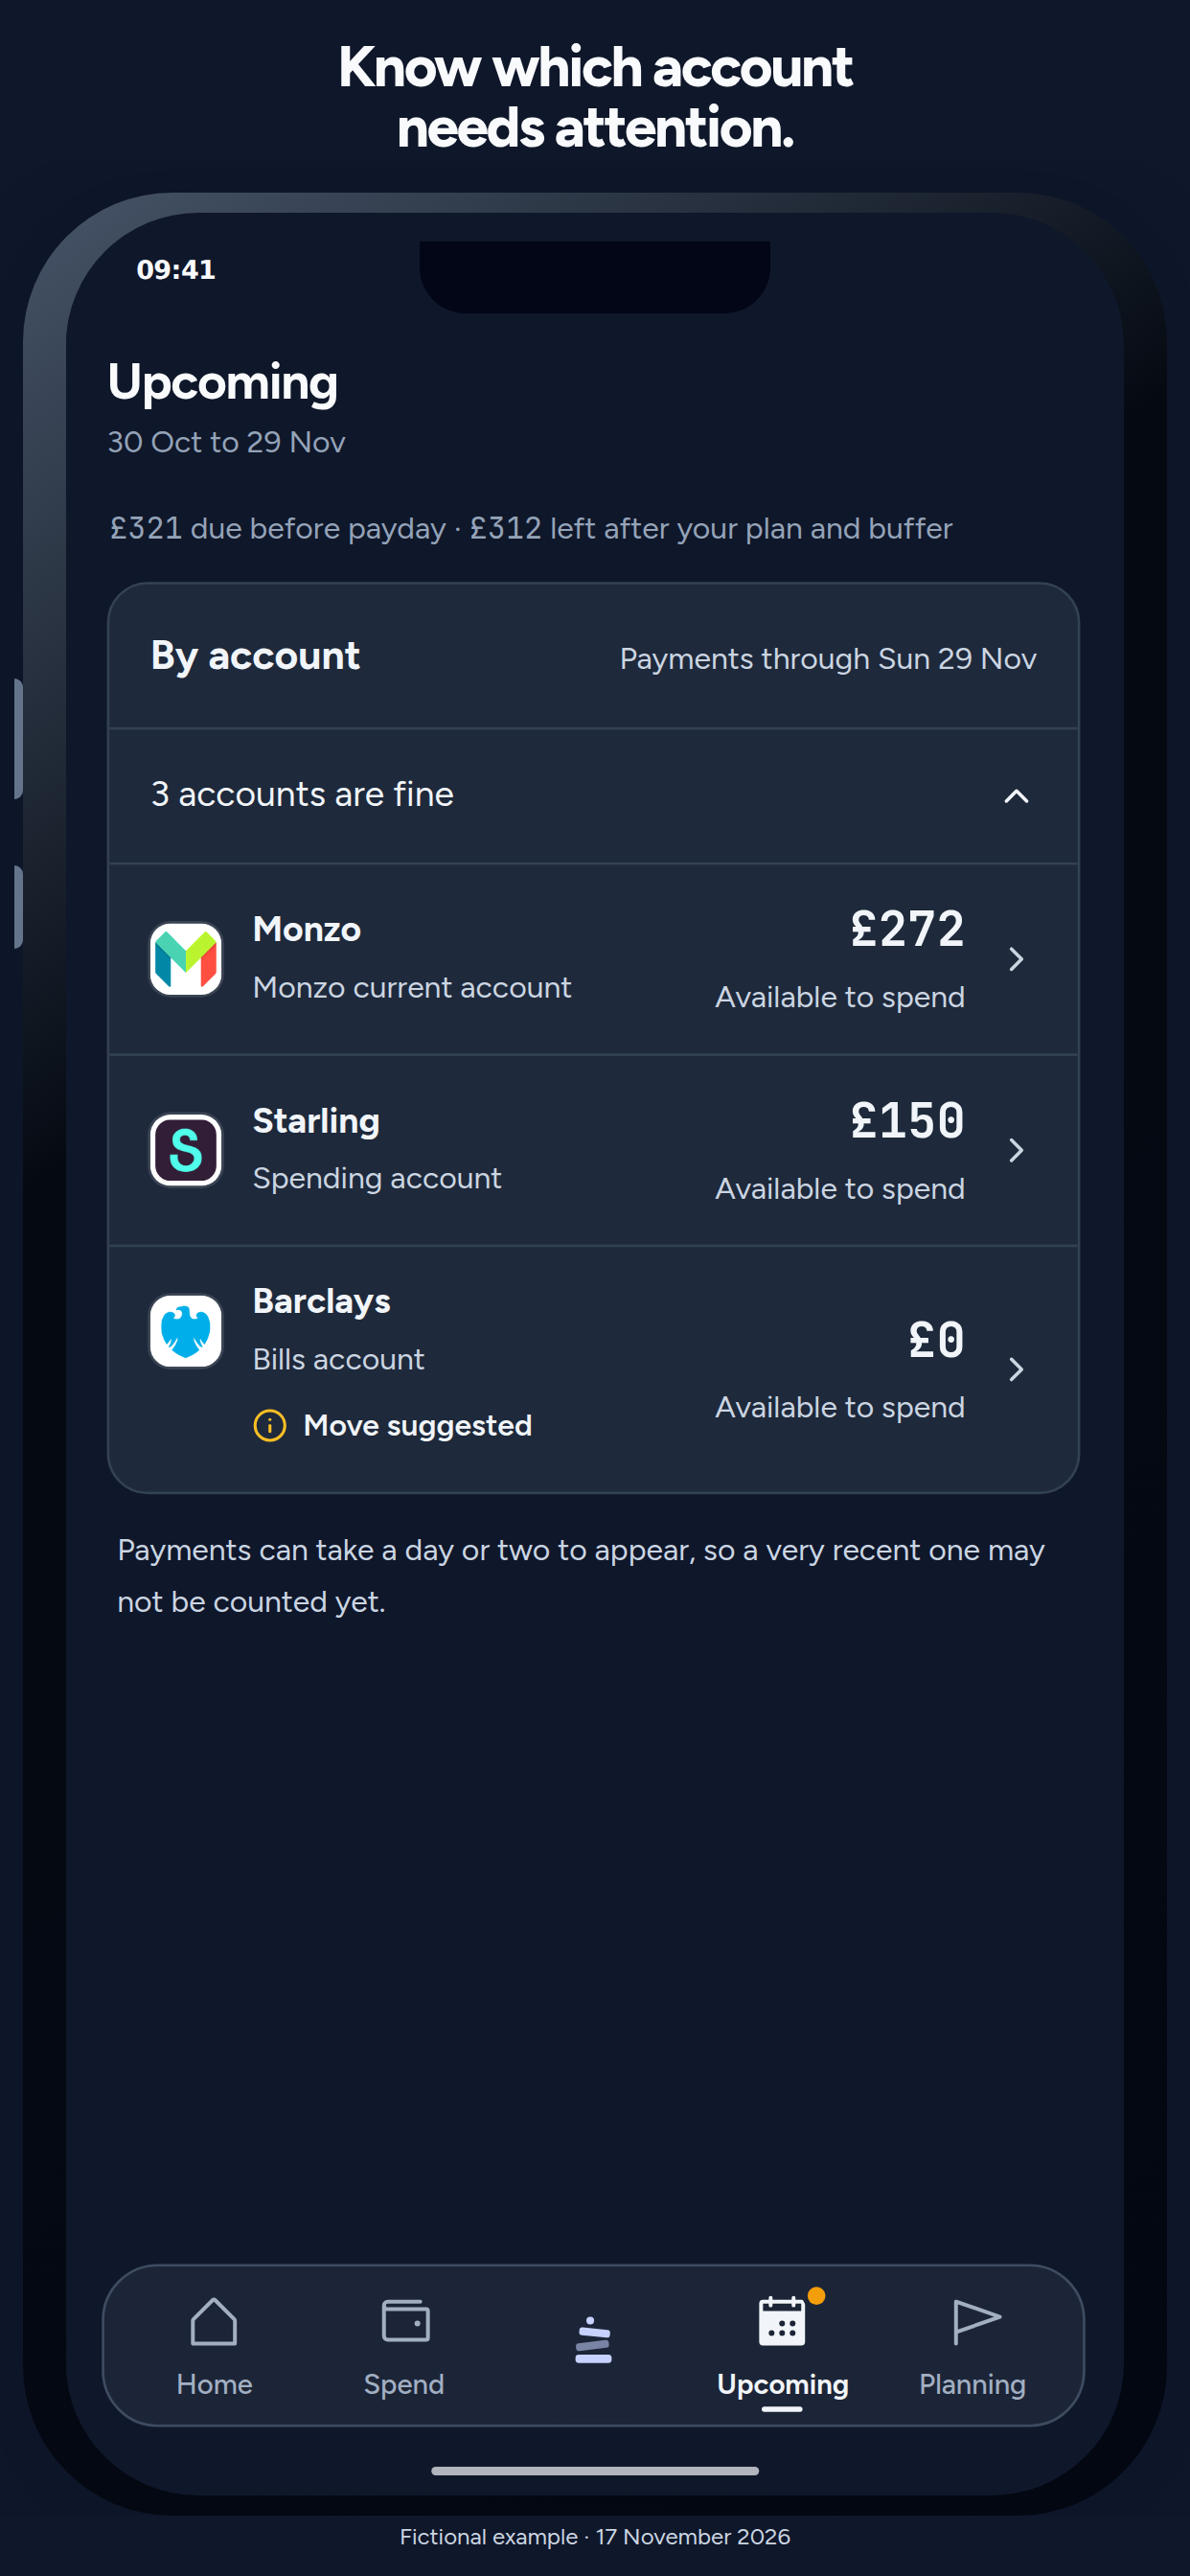 Know which account
needs attention.
09:41
Upcoming
30 Oct to 29 Nov
£321 due before payday · £312 left after your plan and buffer
By account
Payments through Sun 29 Nov
3 accounts are fine
Monzo
£272
Monzo current account
Available to spend
Starling
£150
Spending account
Available to spend
Barclays
£0
Bills account
Available to spend
Move suggested
Payments can take a day or two to appear, so a very recent one may
not be counted yet.
Home
Spend
Upcoming
Planning
Fictional example · 17 November 2026